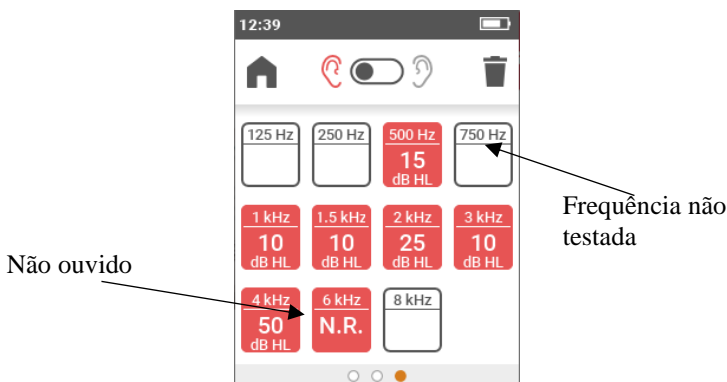 12:39
125 Hz 250 Hz 500 Hz 750 Hz
15
dB HL
1 kHz 1.5 kHz 2 kHz 3 kHz
10 10 25 10
dB HL dB HL dB HL dB HL
4 kHz 6 kHz 8 kHz
50 N.R.
dB HL
Frequência não
testada
Não ouvido